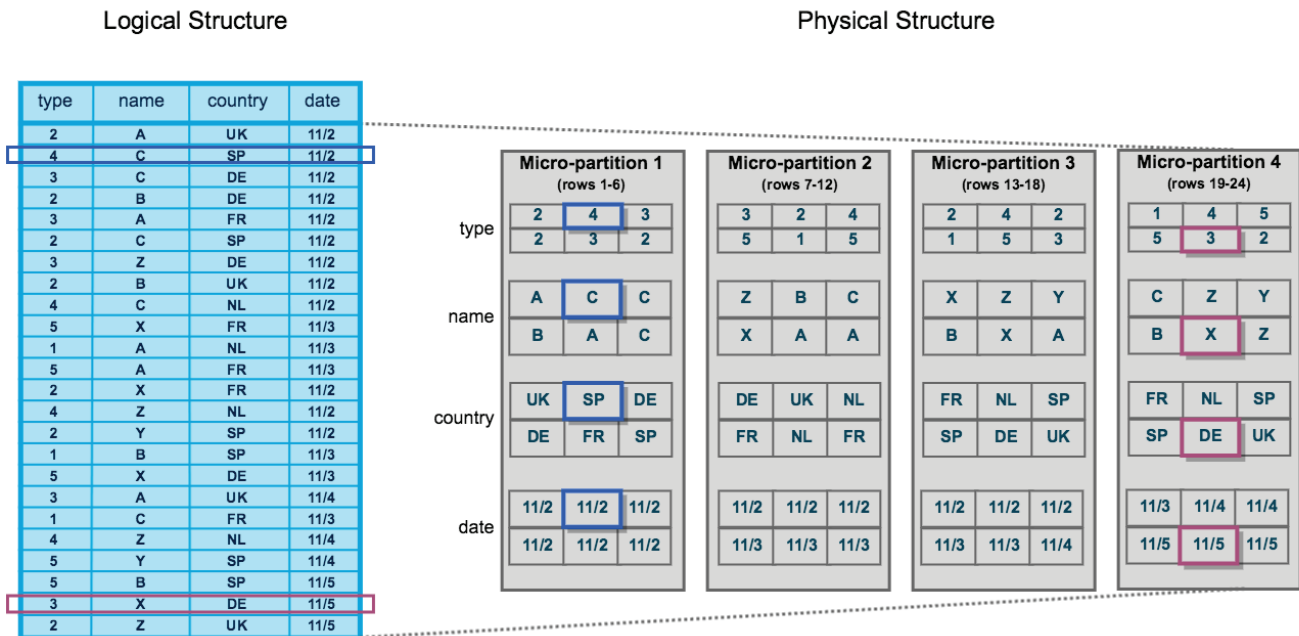 Logical Structure
Physical Structure
type name country date
2 A UK 11/2
4 C SP 11/2
3 C DE 11/2
2 B DE 11/2
3 A FR 11/2
2 C SP 11/2
3 Z DE 11/2
2 B UK 11/2
4 C NL 11/2
5 X FR 11/3
1 A NL 11/3
5 A FR 11/3
2 X FR 11/2
4 Z NL 11/2
2 Y SP 11/2
1 B SP 11/3
5 X DE 11/3
3 A UK 11/4
1 C FR 11/3
4 Z NL 11/4
5 Y SP 11/4
5 B SP 11/5
3 X DE 11/5
2 Z UK 11/5
type
name
country
date
Micro-partition 1
(rows 1-6)
2 4 3
2 3 2
A C C
B A C
UK SP DE
DE FR SP
11/2 11/2 11/2
11/2 11/2 11/2
Micro-partition 2
(rows 7-12)
3 2 4
5 1 5
Z B C
X A A
DE UK NL
FR NL FR
11/2 11/2 11/2
11/3 11/3 11/3
Micro-partition 3
(rows 13-18)
2 4 2
1 5 3
X Z Y
B X A
FR NL SP
SP DE UK
11/2 11/2 11/2
11/3 11/3 11/4
Micro-partition 4
(rows 19-24)
1 4 5
5 3 2
C Z Y
B X Z
FR NL SP
SP DE UK
11/3 11/4 11/4
11/5 11/5 11/5